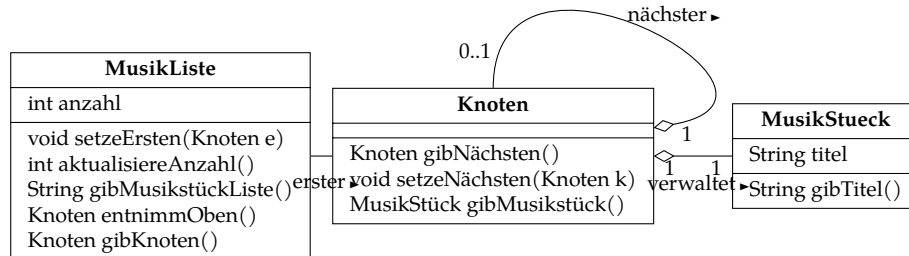 nächster
0..1
MusikListe
int anzahl
void setzeErsten(Knoten e)
int aktualisiereAnzahl()
String gibMusikstückListe()
Knoten entnimmOben()
Knoten gibKnoten()
erster
Knoten
Knoten gibNächsten()
void setzeNächsten(Knoten k)
MusikStück gibMusikstück()
1
1
1
verwaltet
MusikStueck
String titel
String gibTitel()